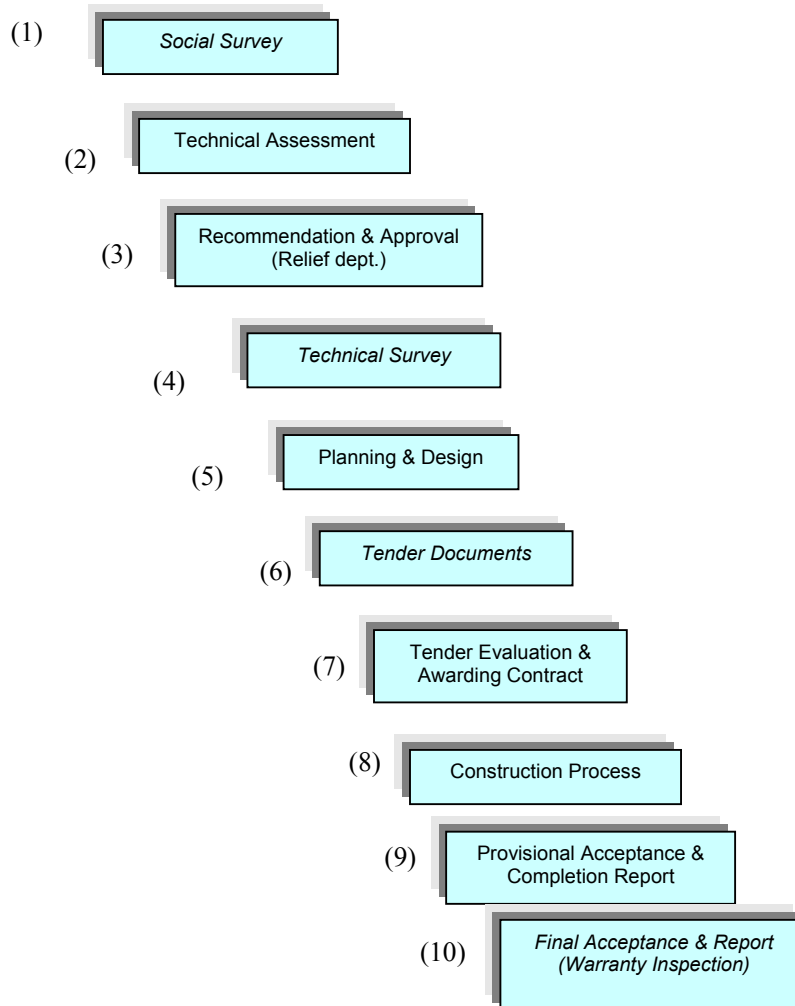 (1) Social Survey
(2) Technical Assessment
(3) Recommendation & Approval
(Relief dept.)
(4) Technical Survey
(5) Planning & Design
(6) Tender Documents
(7) Tender Evaluation &
Awarding Contract
(8) Construction Process
(9) Provisional Acceptance &
Completion Report
(10) Final Acceptance & Report
(Warranty Inspection)